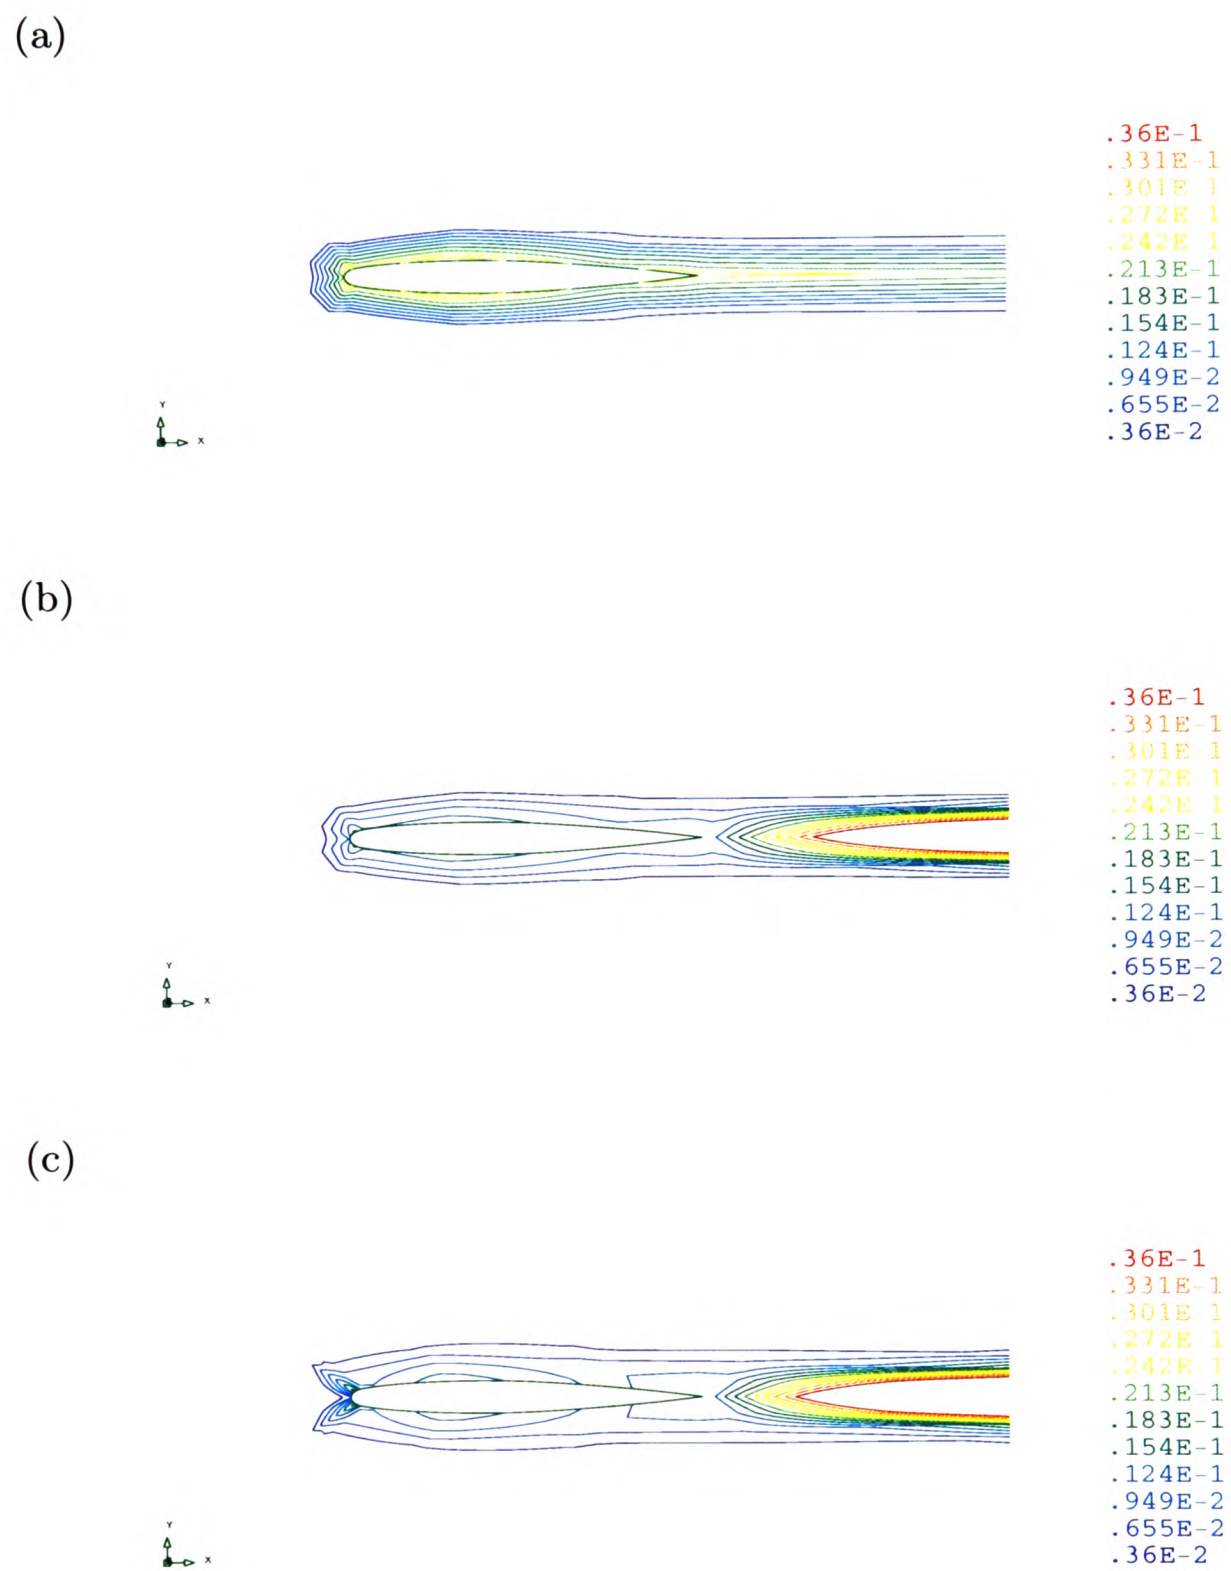 (a)
.36E-1
.331E-1
.301E-1
.272E-1
.242E-1
.213E-1
.183E-1
.154E-1
.124E-1
.949E-2
.655E-2
.36E-2
Y
X
(b)
.36E-1
.331E-1
.301E-1
.272E-1
.242E-1
.213E-1
.183E-1
.154E-1
.124E-1
.949E-2
.655E-2
.36E-2
Y
X
(c)
.36E-1
.331E-1
.301E-1
.272E-1
.242E-1
.213E-1
.183E-1
.154E-1
.124E-1
.949E-2
.655E-2
.36E-2
Y
X